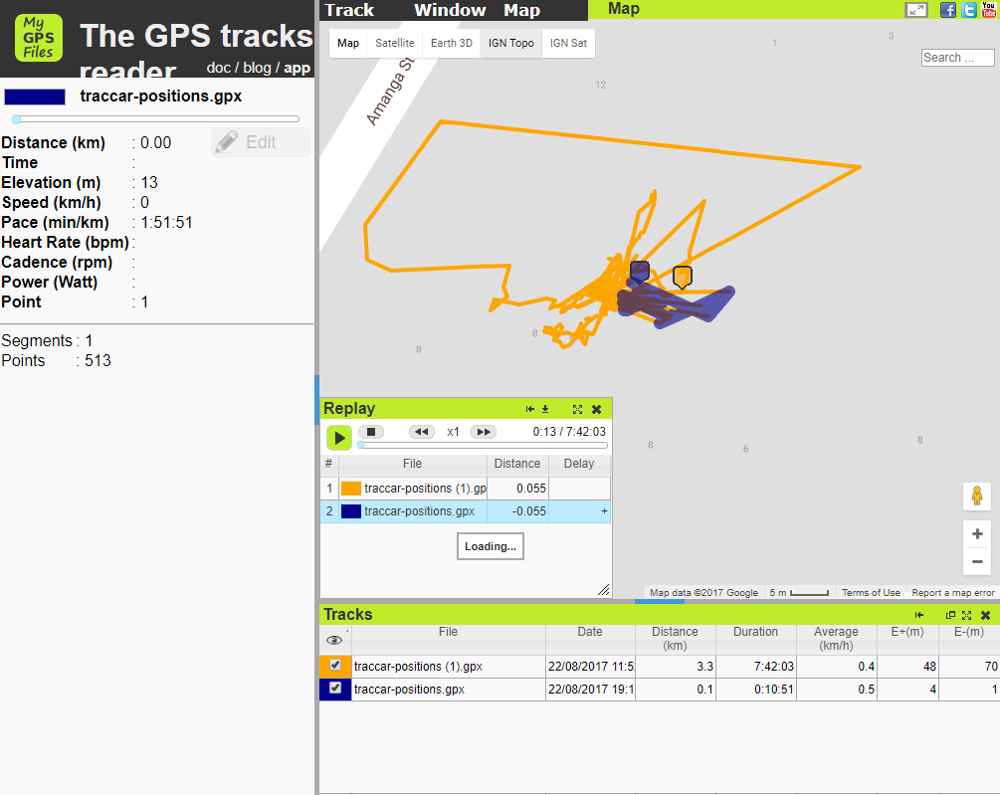 My GPS Files
The GPS tracks reader
doc / blog / app
traccar-positions.gpx
Distance (km) : 0.00
Edit
Time :
Elevation (m) : 13
Speed (km/h) : 0
Pace (min/km) : 1:51:51
Heart Rate (bpm) :
Cadence (rpm) :
Power (Watt) :
Point : 1
Segments : 1
Points : 513
Track Window Map
Map
You Tube
Map Satellite Earth 3D IGN Topo IGN Sat
Search ...
Amanga St
3
1
12
8
8
8
6
8
Replay
x1 0:13 / 7:42:03
# File Distance Delay
1 traccar-positions (1).gp 0.055
2 traccar-positions.gpx -0.055 +
Loading...
+
−
Map data ©2017 Google 5 m Terms of Use Report a map error
Tracks
File Date Distance (km) Duration Average (km/h) E+(m) E-(m)
traccar-positions (1).gpx 22/08/2017 11:5 3.3 7:42:03 0.4 48 70
traccar-positions.gpx 22/08/2017 19:1 0.1 0:10:51 0.5 4 1